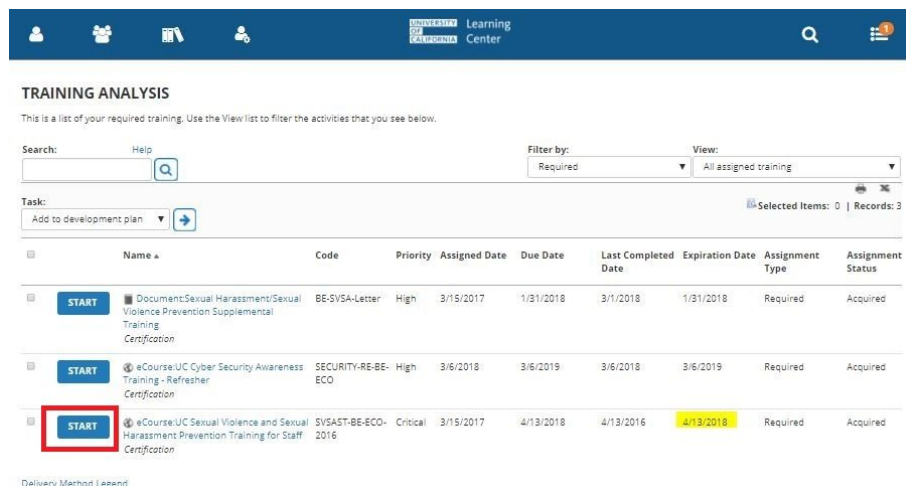 UNIVERSITY OF CALIFORNIA Learning Center
1
TRAINING ANALYSIS
This is a list of your required training. Use the View list to filter the activities that you see below.
Search: Help Filter by: View:
Required All assigned training
Task:
Add to development plan Selected Items: 0 | Records: 3
Name Code Priority Assigned Date Due Date Last Completed Date Expiration Date Assignment Type Assignment Status
START Document:Sexual Harassment/Sexual BE-SVSA-Letter High 3/15/2017 1/31/2018 3/1/2018 1/31/2018 Required Acquired
Violence Prevention Supplemental
Training
Certification
START eCourse:UC Cyber Security Awareness SECURITY-RE-BE- High 3/6/2018 3/6/2019 3/6/2018 3/6/2019 Required Acquired
Training - Refresher ECO
Certification
START eCourse:UC Sexual Violence and Sexual SVSAST-BE-ECO- Critical 3/15/2017 4/13/2018 4/13/2016 4/13/2018 Required Acquired
Harassment Prevention Training for Staff 2016
Certification
Delivery Method Legend